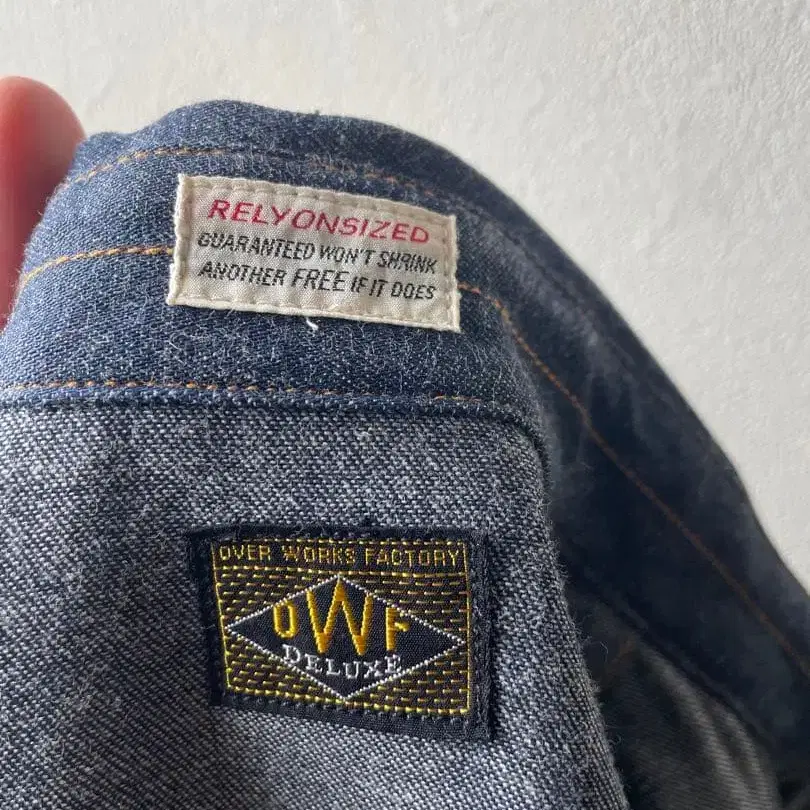 RELYONSIZED
GUARANTEED WON'T SHRINK
ANOTHER FREE IF IT DOES
OVER WORKS FACTORY
OWF
DELUXE